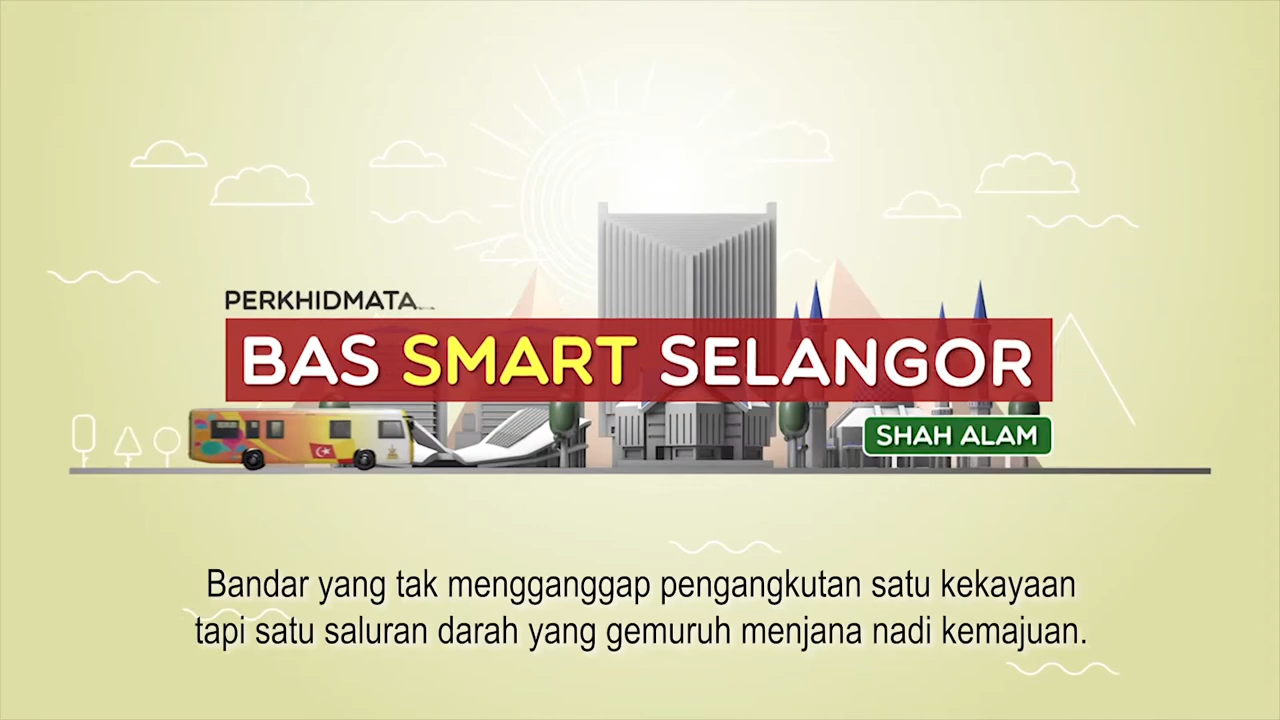 PERKHIDMATA
BAS SMART SELANGOR
SHAH ALAM
Bandar yang tak mengganggap pengangkutan satu kekayaan
tapi satu saluran darah yang gemuruh menjana nadi kemajuan.